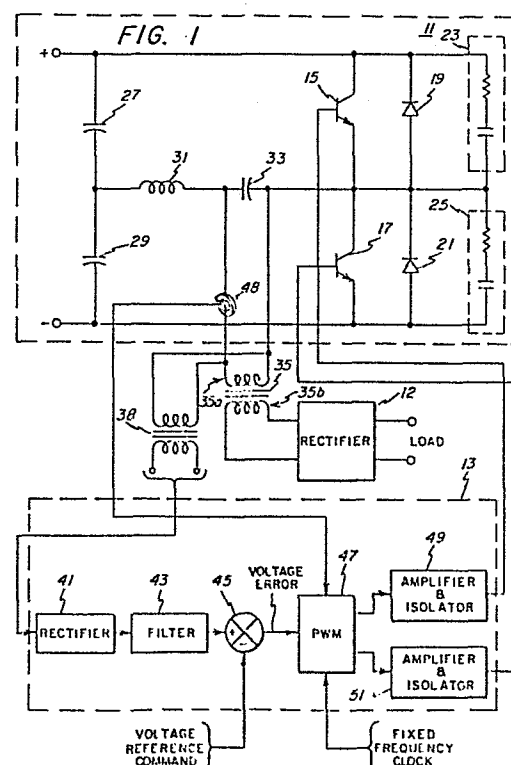 FIG. 1
11
23
+
27
15
19
31
33
25
29
17
21
48
-
35
35a
35b
12
38
RECTIFIER
LOAD
13
41
43
VOLTAGE
ERROR
45
47
49
RECTIFIER
FILTER
+
-
PWM
AMPLIFIER
&
ISOLATOR
AMPLIFIER
&
ISOLATOR
51
VOLTAGE
REFERENCE
COMMAND
FIXED
FREQUENCY
CLOCK